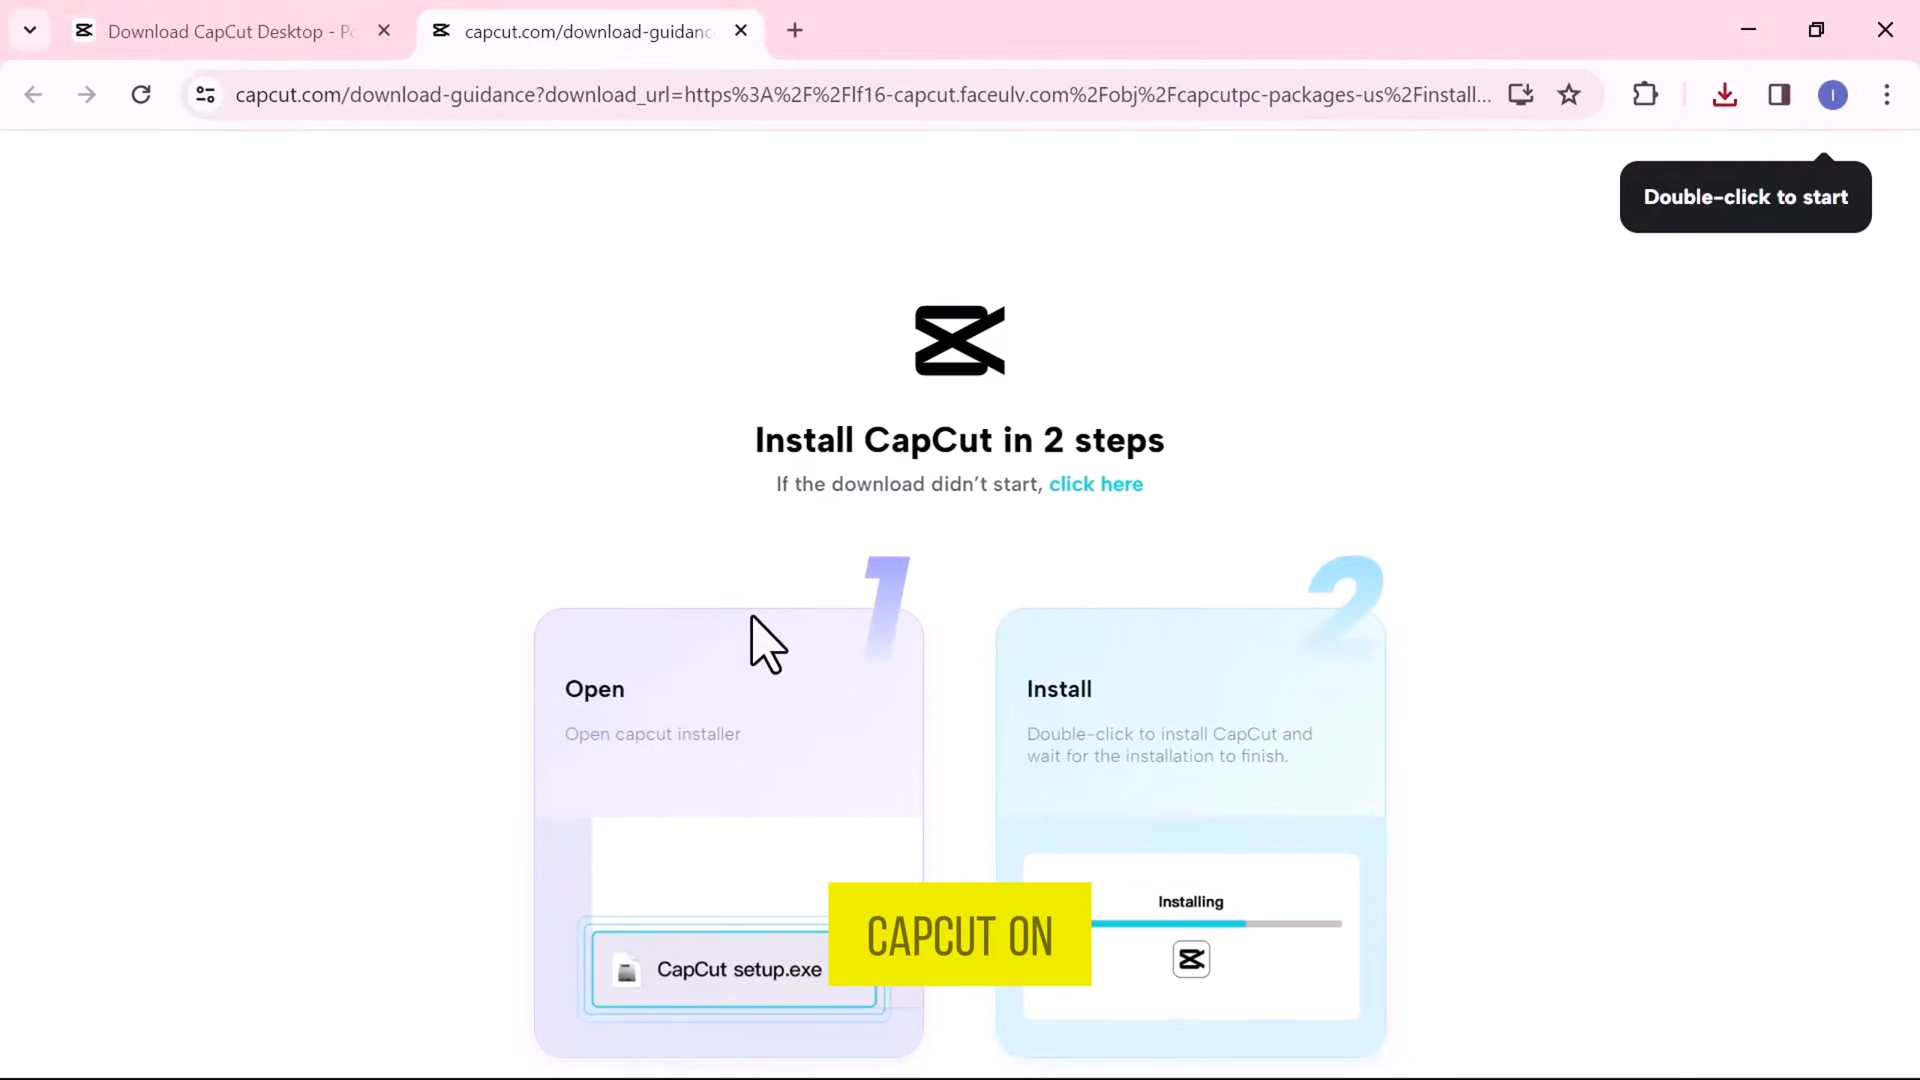 Download CapCut Desktop - Po
capcut.com/download-guidanc
capcut.com/download-guidance?download_url=https%3A%2F%2Flf16-capcut.faceulv.com%2Fobj%2Fcapcutpc-packages-us%2Finstall...
I
Double-click to start
Install CapCut in 2 steps
If the download didn't start, click here
1
Open
Open capcut installer
CapCut setup.exe
2
Install
Double-click to install CapCut and
wait for the installation to finish.
Installing
CAPCUT ON